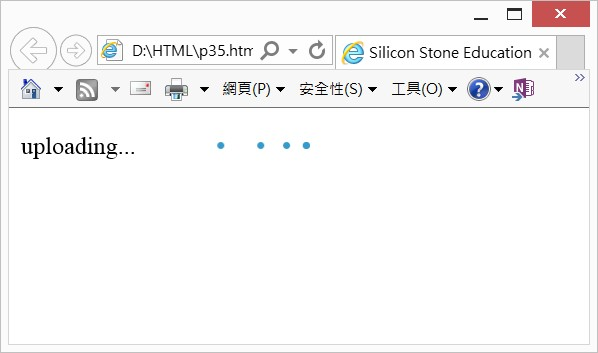 D:\HTML\p35.htm
Silicon Stone Education
網頁(P)
安全性(S)
工具(O)
uploading...